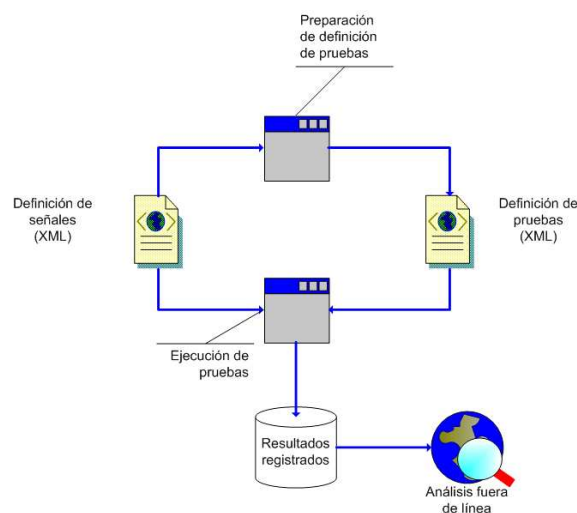 Preparación
de definición
de pruebas
Definición de
señales
(XML)
Definición de
pruebas
(XML)
Ejecución de
pruebas
Resultados
registrados
Análisis fuera
de línea